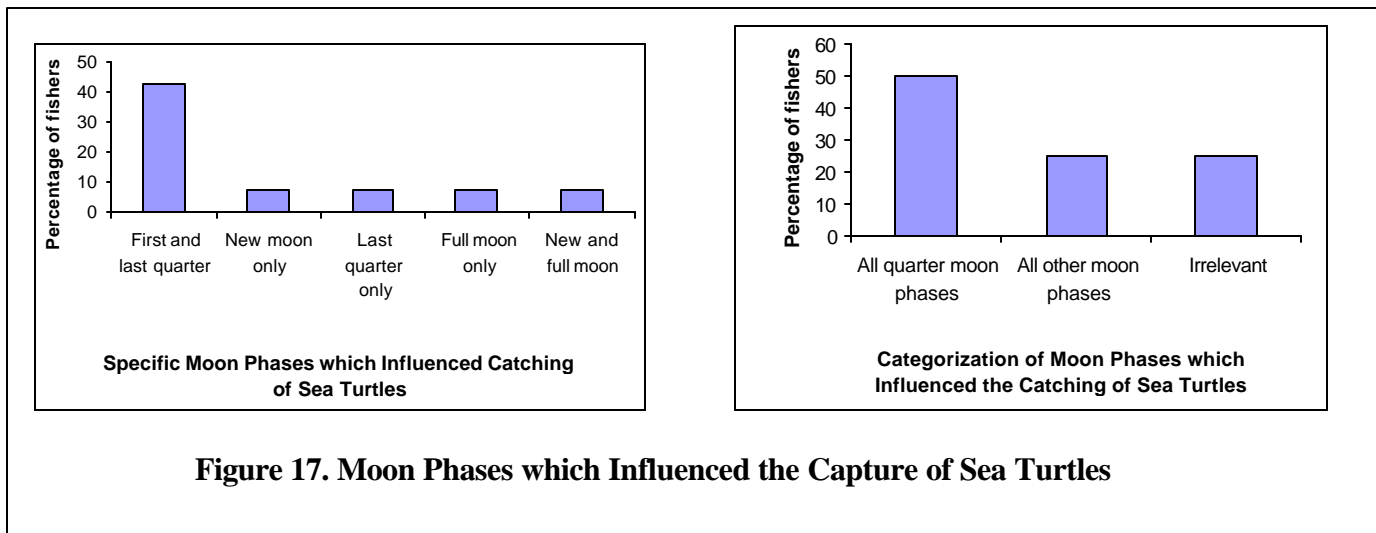 50
40
30
20
10
0
Percentage of fishers
First and
last quarter
New moon
only
Last
quarter
only
Full moon
only
New and
full moon
Specific Moon Phases which Influenced Catching
of Sea Turtles
60
50
40
30
20
10
0
Percentage of fishers
All quarter moon
phases
All other moon
phases
Irrelevant
Categorization of Moon Phases which
Influenced the Catching of Sea Turtles
Figure 17. Moon Phases which Influenced the Capture of Sea Turtles